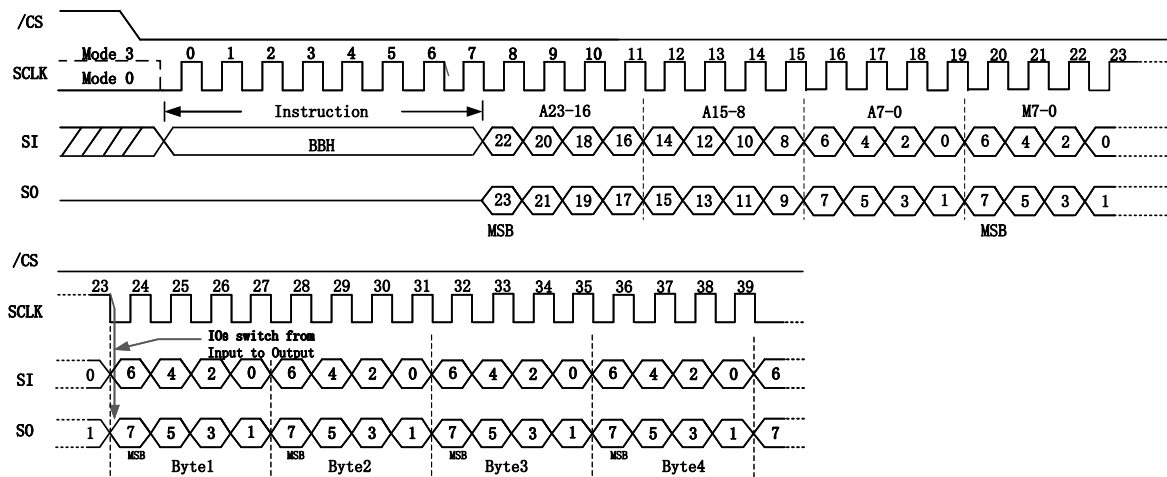 /CS
Mode 3 0 1 2 3 4 5 6 7 8 9 10 11 12 13 14 15 16 17 18 19 20 21 22 23
SCLK
Mode 0
Instruction A23-16 A15-8 A7-0 M7-0
SI BBH 22 20 18 16 14 12 10 8 6 4 2 0 6 4 2 0
SO 23 21 19 17 15 13 11 9 7 5 3 1 7 5 3 1
MSB MSB
/CS
23 24 25 26 27 28 29 30 31 32 33 34 35 36 37 38 39
SCLK
IOs switch from
Input to Output
SI 0 6 4 2 0 6 4 2 0 6 4 2 0 6 4 2 0 6
SO 1 7 5 3 1 7 5 3 1 7 5 3 1 7 5 3 1 7
MSB MSB MSB MSB
Byte1 Byte2 Byte3 Byte4